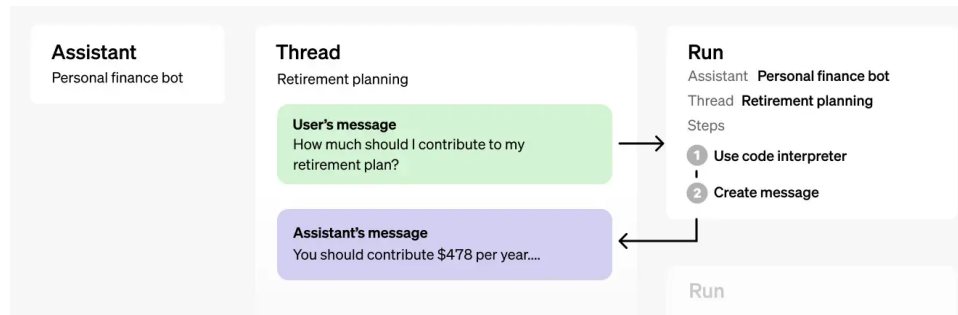 Assistant
Personal finance bot
Thread
Retirement planning
User's message
How much should I contribute to my
retirement plan?
Assistant's message
You should contribute $478 per year....
Run
Assistant Personal finance bot
Thread Retirement planning
Steps
1 Use code interpreter
2 Create message
Run